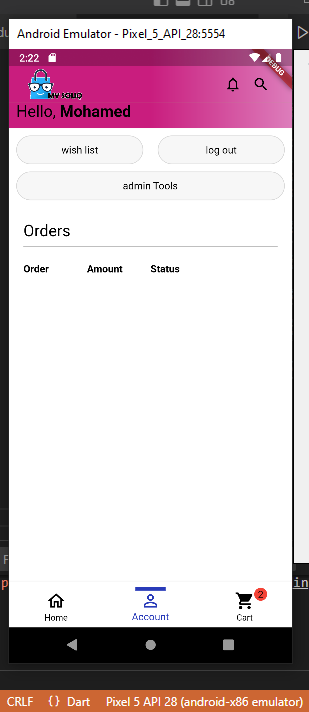 Android Emulator - Pixel_5_API_28:5554
2:22
DEBUG
Hello, Mohamed
wish list log out
admin Tools
Orders
Order Amount Status
2
Home Account Cart
CRLF {} Dart Pixel 5 API 28 (android-x86 emulator)